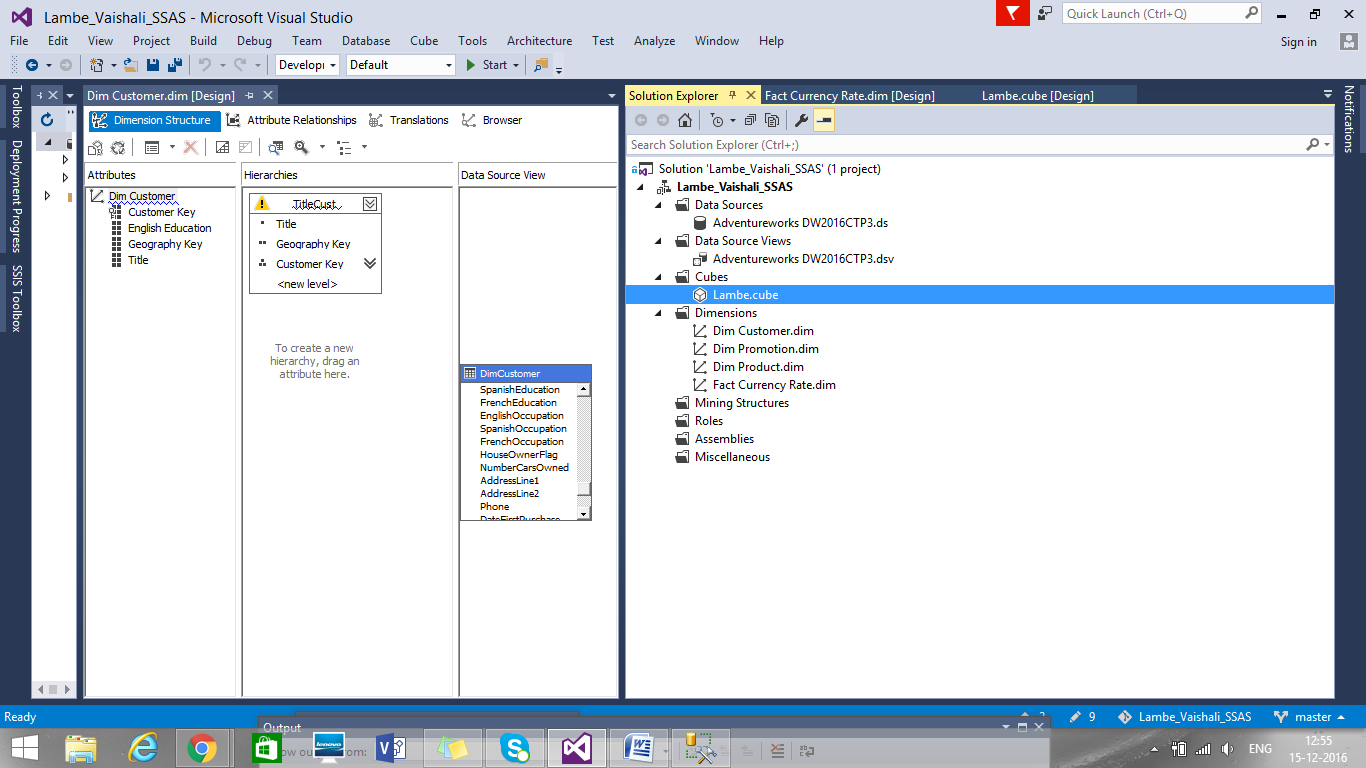 Lambe_Vaishali_SSAS - Microsoft Visual Studio
Quick Launch (Ctrl+Q)
File Edit View Project Build Debug Team Database Cube Tools Architecture Test Analyze Window Help
Sign in
Developi Default Start
Toolbox
Deployment Progress
SSIS Toolbox
Dim Customer.dim [Design]
Dimension Structure Attribute Relationships Translations Browser
Attributes
Dim Customer
Customer Key
English Education
Geography Key
Title
Hierarchies
TitleCust
Title
Geography Key
Customer Key
<new level>
To create a new
hierarchy, drag an
attribute here.
Data Source View
DimCustomer
SpanishEducation
FrenchEducation
EnglishOccupation
SpanishOccupation
FrenchOccupation
HouseOwnerFlag
NumberCarsOwned
AddressLine1
AddressLine2
Phone
DateFirstPurchase
Solution Explorer Fact Currency Rate.dim [Design] Lambe.cube [Design]
Search Solution Explorer (Ctrl+;)
Solution 'Lambe_Vaishali_SSAS' (1 project)
Lambe_Vaishali_SSAS
Data Sources
Adventureworks DW2016CTP3.ds
Data Source Views
Adventureworks DW2016CTP3.dsv
Cubes
Lambe.cube
Dimensions
Dim Customer.dim
Dim Promotion.dim
Dim Product.dim
Fact Currency Rate.dim
Mining Structures
Roles
Assemblies
Miscellaneous
Notifications
Ready
9 Lambe_Vaishali_SSAS master
Output
lenovo
ENG
12:55
15-12-2016